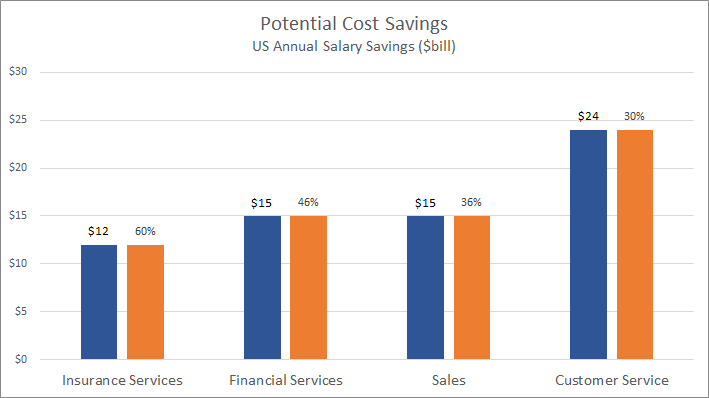 Potential Cost Savings
US Annual Salary Savings ($bill)
$30
$25
$20
$15
$10
$5
$0
$12
60%
$15
46%
$15
36%
$24
30%
Insurance Services
Financial Services
Sales
Customer Service